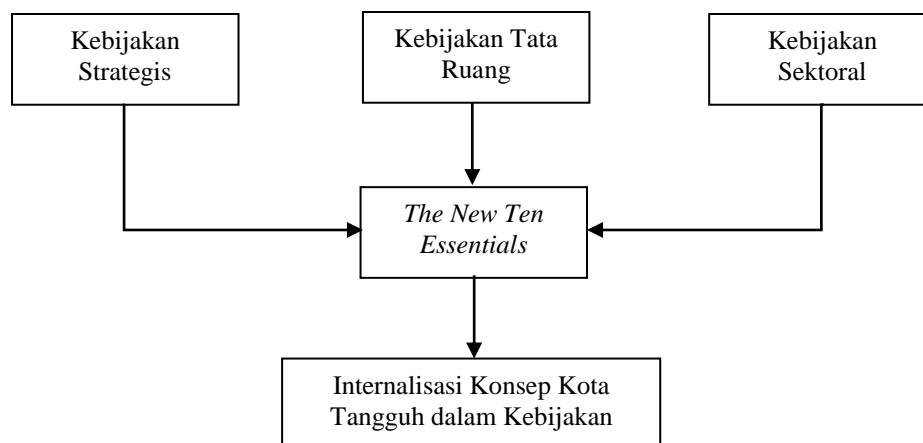 Kebijakan
Strategis
Kebijakan Tata
Ruang
Kebijakan
Sektoral
The New Ten
Essentials
Internalisasi Konsep Kota
Tangguh dalam Kebijakan